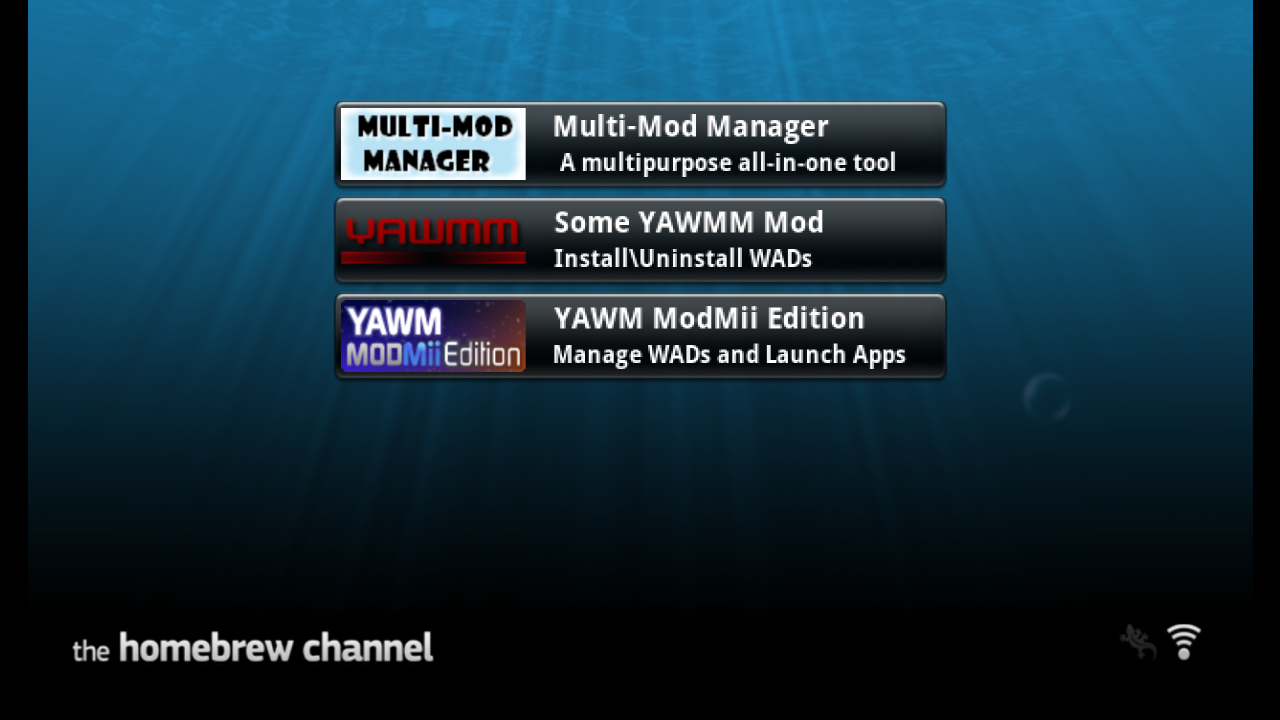 MULTI-MOD
MANAGER
Multi-Mod Manager
A multipurpose all-in-one tool
YAWMM
Some YAWMM Mod
Install\Uninstall WADs
YAWM
MODMii Edition
YAWM ModMii Edition
Manage WADs and Launch Apps
the homebrew channel